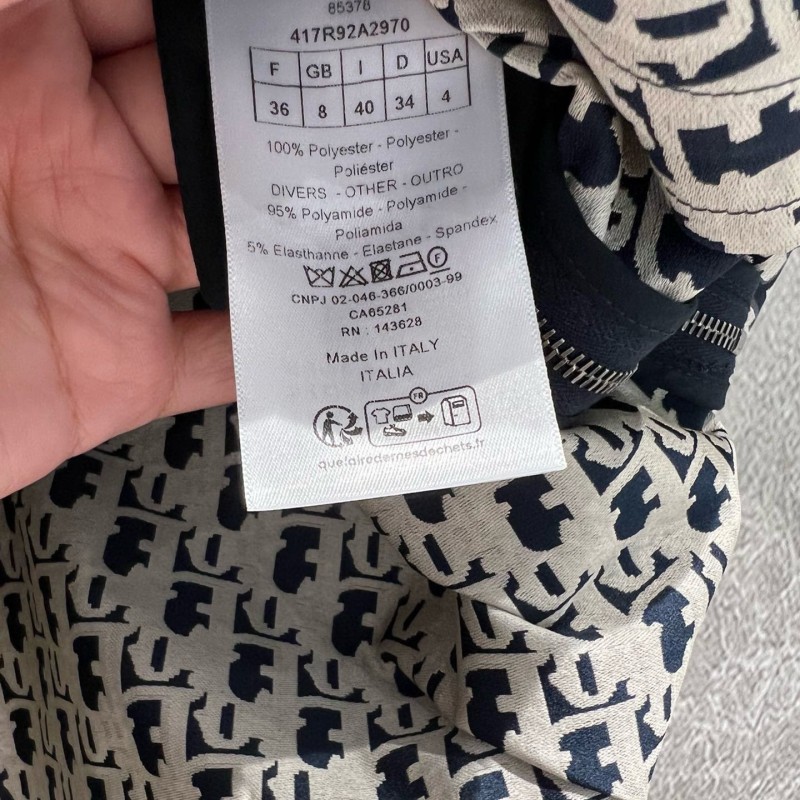 85378
417R92A2970
F GB I D USA
36 8 40 34 4
100% Polyester - Polyester -
Poliéster
DIVERS - OTHER - OUTRO
95% Polyamide - Polyamide -
Poliamida
5% Elasthanne - Elastane - Spandex
F
CNPJ 02-046-366/0003-99
CA65281
RN : 143628
Made In ITALY
ITALIA
FR
quefairedemesdechets.fr